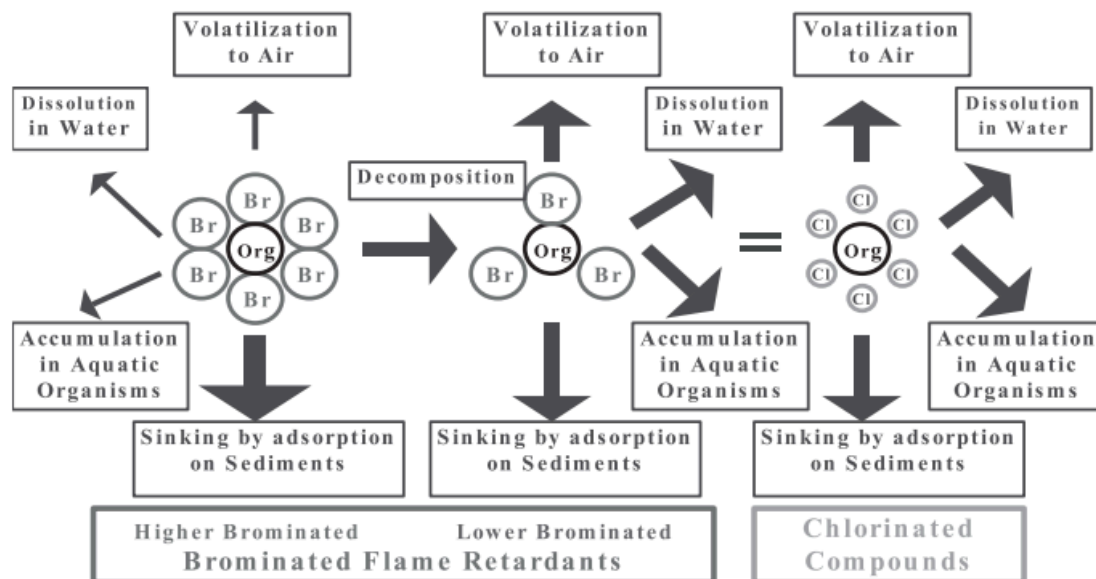 Volatilization
to Air
Volatilization
to Air
Volatilization
to Air
Dissolution
in Water
Dissolution
in Water
Dissolution
in Water
Decomposition
Br
Br
Br
Org
Br
Br
Br
Br
Br
Org
Br
Br
=
Cl
Cl
Cl
Org
Cl
Cl
Cl
Accumulation
in Aquatic
Organisms
Accumulation
in Aquatic
Organisms
Accumulation
in Aquatic
Organisms
Sinking by adsorption
on Sediments
Sinking by adsorption
on Sediments
Sinking by adsorption
on Sediments
Higher Brominated
Lower Brominated
Brominated Flame Retardants
Chlorinated
Compounds